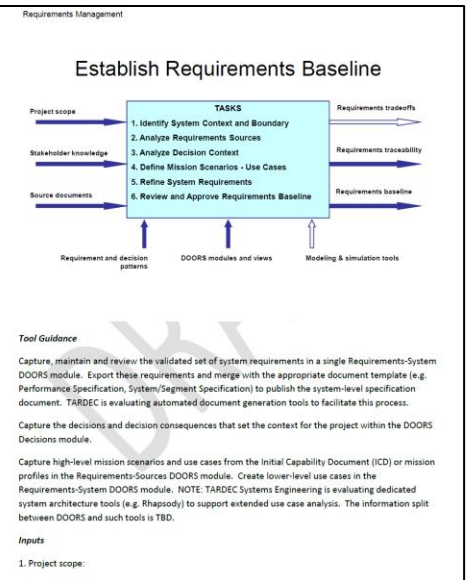 Requirements Management
Establish Requirements Baseline
TASKS
Project scope
Requirements tradeoffs
1. Identify System Context and Boundary
2. Analyze Requirements Sources
Stakeholder knowledge
3. Analyze Decision Context
Requirements traceability
4. Define Mission Scenarios - Use Cases
5. Refine System Requirements
Source documents
6. Review and Approve Requirements Baseline
Requirements baseline
Requirement and decision
patterns
DOORS modules and views
Modeling & simulation tools
Tool Guidance
Capture, maintain and review the validated set of system requirements in a single Requirements-System
DOORS module. Export these requirements and merge with the appropriate document template (e.g.
Performance Specification, System/Segment Specification) to publish the system-level specification
document. TARDEC is evaluating automated document generation tools to facilitate this process.
Capture the decisions and decision consequences that set the context for the project within the DOORS
Decisions module.
Capture high-level mission scenarios and use cases from the Initial Capability Document (ICD) or mission
profiles in the Requirements-Sources DOORS module. Create lower-level use cases in the
Requirements-System DOORS module. NOTE: TARDEC Systems Engineering is evaluating dedicated
system architecture tools (e.g. Rhapsody) to support extended use case analysis. The information split
between DOORS and such tools is TBD.
Inputs
1. Project scope: